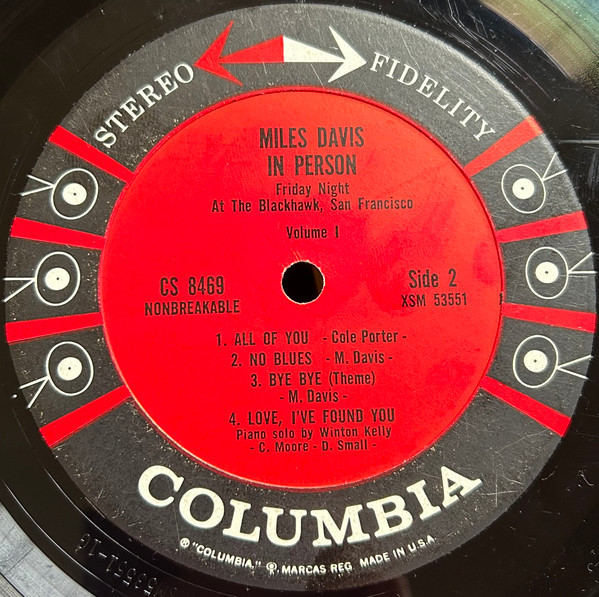 STEREO FIDELITY
MILES DAVIS
IN PERSON
Friday Night
At The Blackhawk, San Francisco
Volume I
CS 8469
NONBREAKABLE
Side 2
XSM 53551
1. ALL OF YOU - Cole Porter -
2. NO BLUES - M. Davis -
3. BYE BYE (Theme)
- M. Davis -
4. LOVE, I'VE FOUND YOU
Piano solo by Winton Kelly
- C. Moore - D. Small -
COLUMBIA
® "COLUMBIA," ®, MARCAS REG. MADE IN U.S.A.